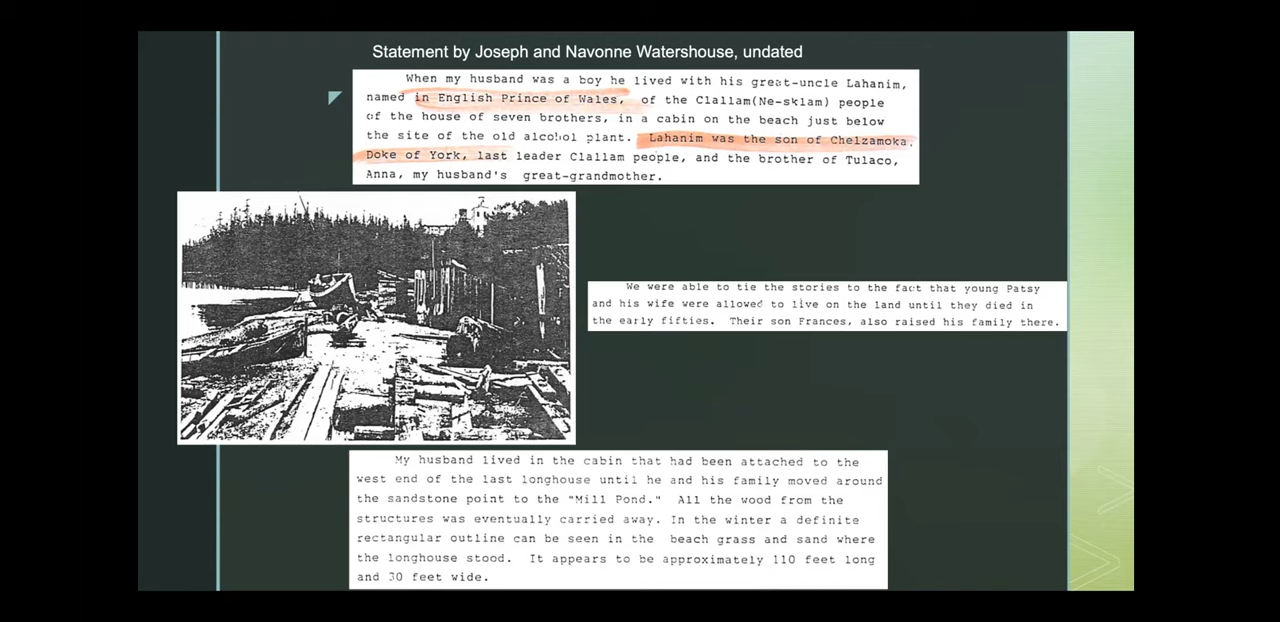 Statement by Joseph and Navonne Watershouse, undated
When my husband was a boy he lived with his great-uncle Lahanim,
named in English Prince of Wales, of the Clallam(Ne-sklam) people
of the house of seven brothers, in a cabin on the beach just below
the site of the old alcohol plant. Lahanim was the son of Chelzamoka.
Doke of York, last leader Clallam people, and the brother of Tulaco,
Anna, my husband's great-grandmother.
We were able to tie the stories to the fact that young Patsy
and his wife were allowed to live on the land until they died in
the early fifties. Their son Frances, also raised his family there.
My husband lived in the cabin that had been attached to the
west end of the last longhouse until he and his family moved around
the sandstone point to the "Mill Pond." All the wood from the
structures was eventually carried away. In the winter a definite
rectangular outline can be seen in the beach grass and sand where
the longhouse stood. It appears to be approximately 110 feet long
and 30 feet wide.